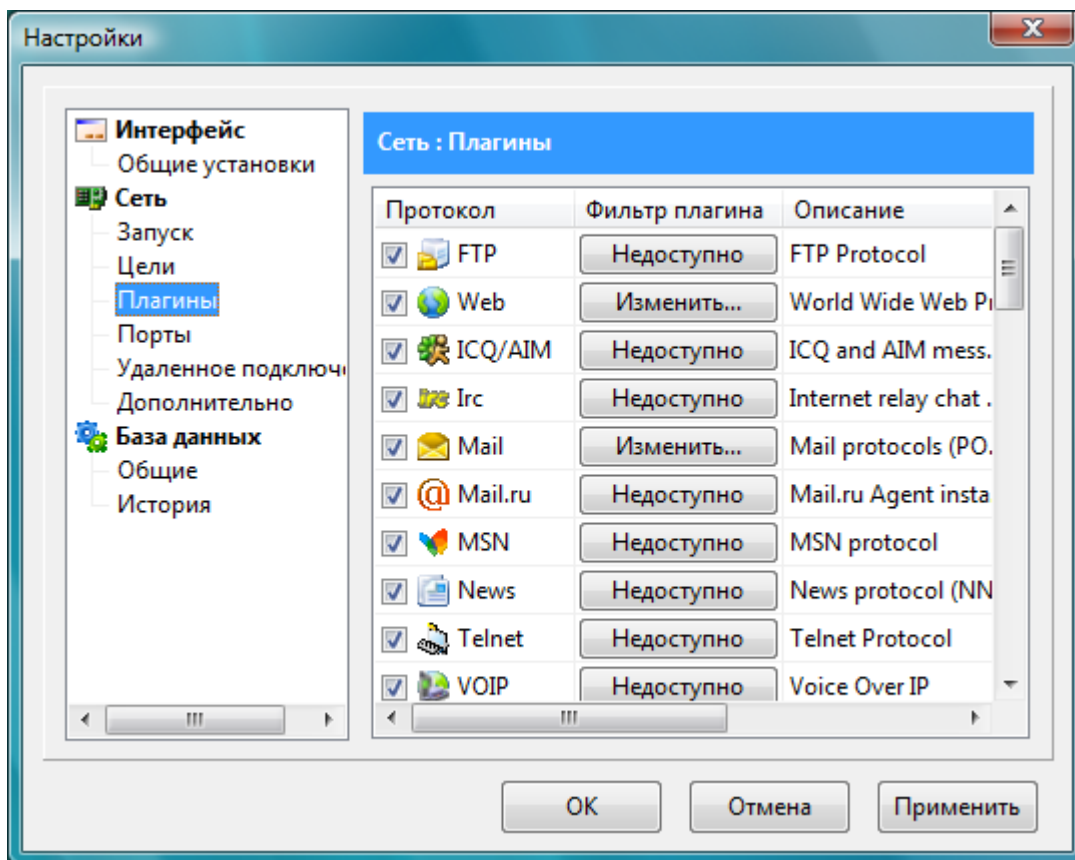 Настройки
Интерфейс
Общие установки
Сеть
Запуск
Цели
Плагины
Порты
Удаленное подключ
Дополнительно
База данных
Общие
История
Сеть : Плагины
Протокол Фильтр плагина Описание
FTP Недоступно FTP Protocol
Web Изменить... World Wide Web P
ICQ/AIM Недоступно ICQ and AIM mess.
Irc Недоступно Internet relay chat .
Mail Изменить... Mail protocols (PO.
Mail.ru Недоступно Mail.ru Agent insta
MSN Недоступно MSN protocol
News Недоступно News protocol (NN
Telnet Недоступно Telnet Protocol
VOIP Недоступно Voice Over IP
OK Отмена Применить